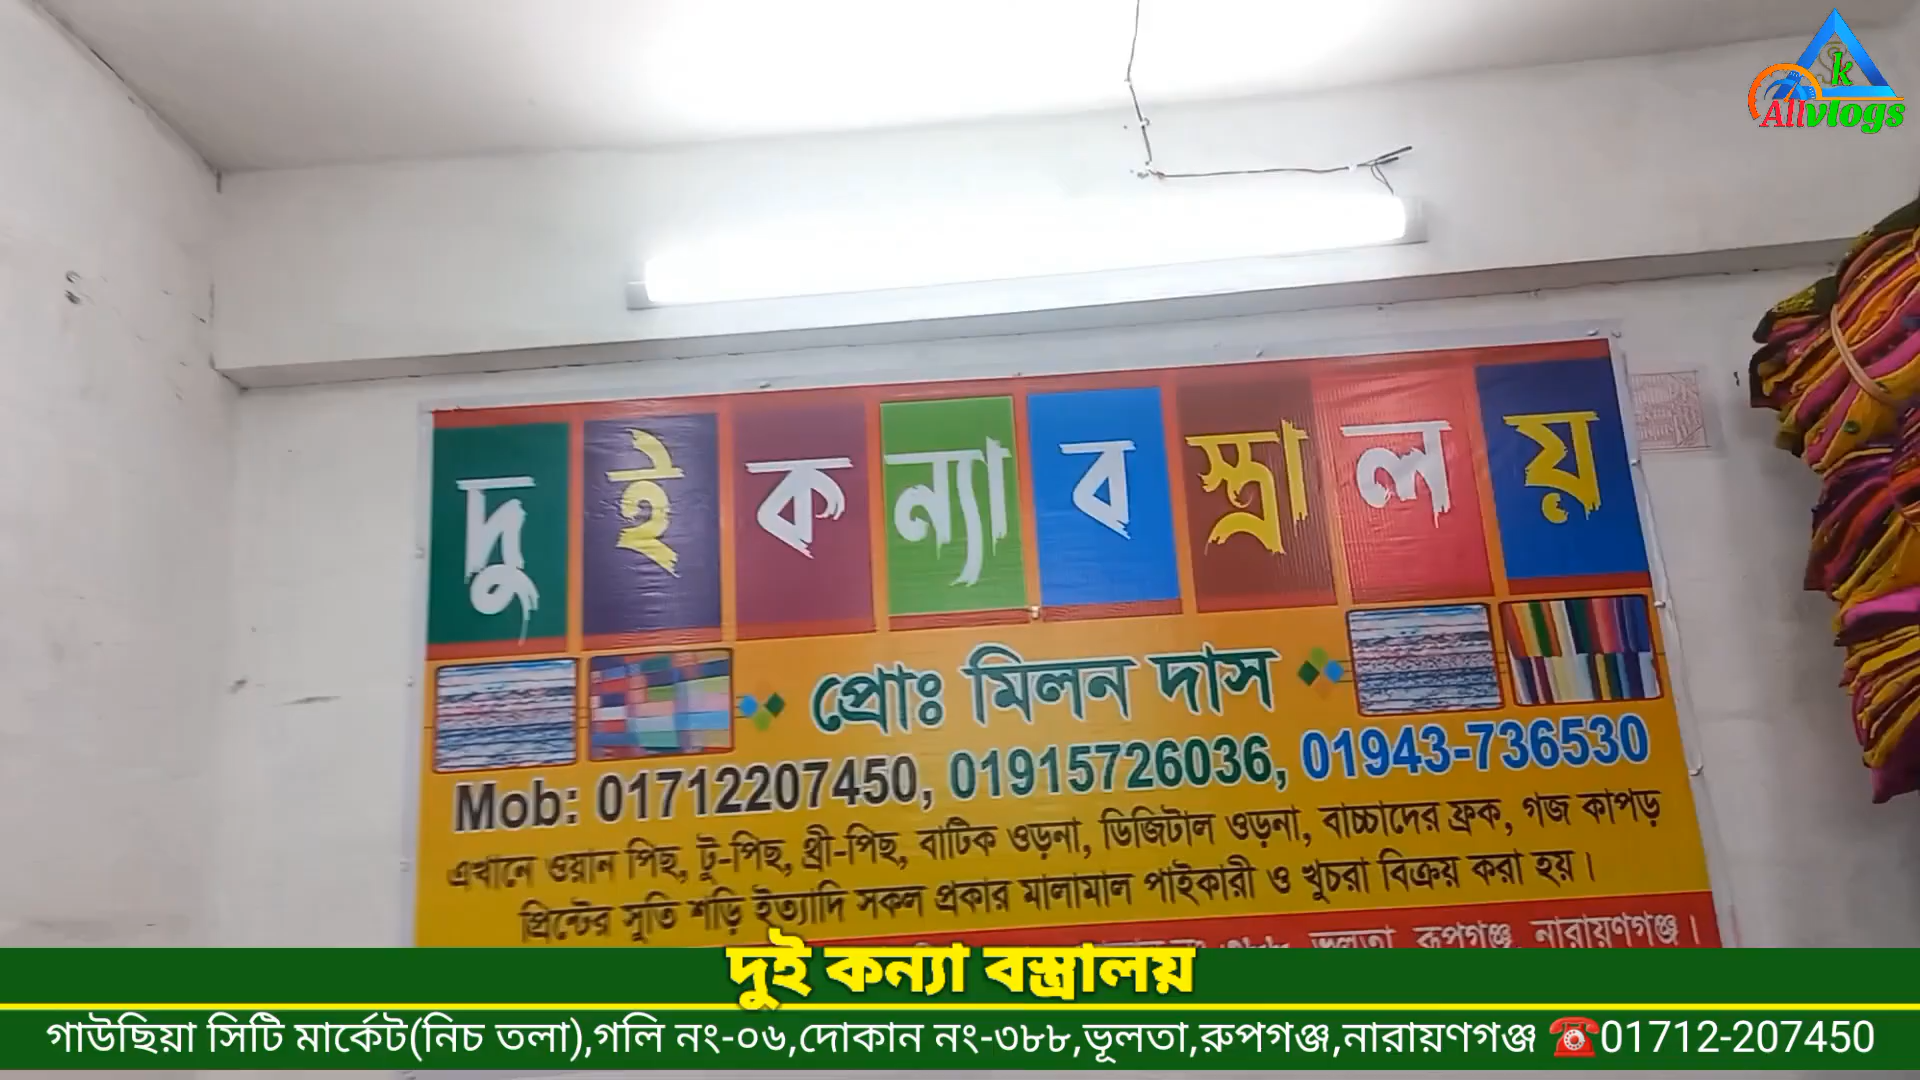 k
Allvlogs
দুই কন্যা বস্ত্রালয়
প্রোঃ মিলন দাস
Mob: 01712207450, 01915726036, 01943-736530
এখানে ওয়ান পিছ, টু-পিছ, থ্রী-পিছ, বাটিক ওড়না, ডিজিটাল ওড়না, বাচ্চাদের ফ্রক, গজ কাপড়
প্রিন্টের সুতি শড়ি ইত্যাদি সকল প্রকার মালামাল পাইকারী ও খুচরা বিক্রয় করা হয়।
ভুলতা, রূপগঞ্জ, নারায়ণগঞ্জ।
দুই কন্যা বস্ত্রালয়
গাউছিয়া সিটি মার্কেট(নিচ তলা),গলি নং-০৬,দোকান নং-৩৮৮,ভূলতা,রুপগঞ্জ,নারায়ণগঞ্জ ☎01712-207450